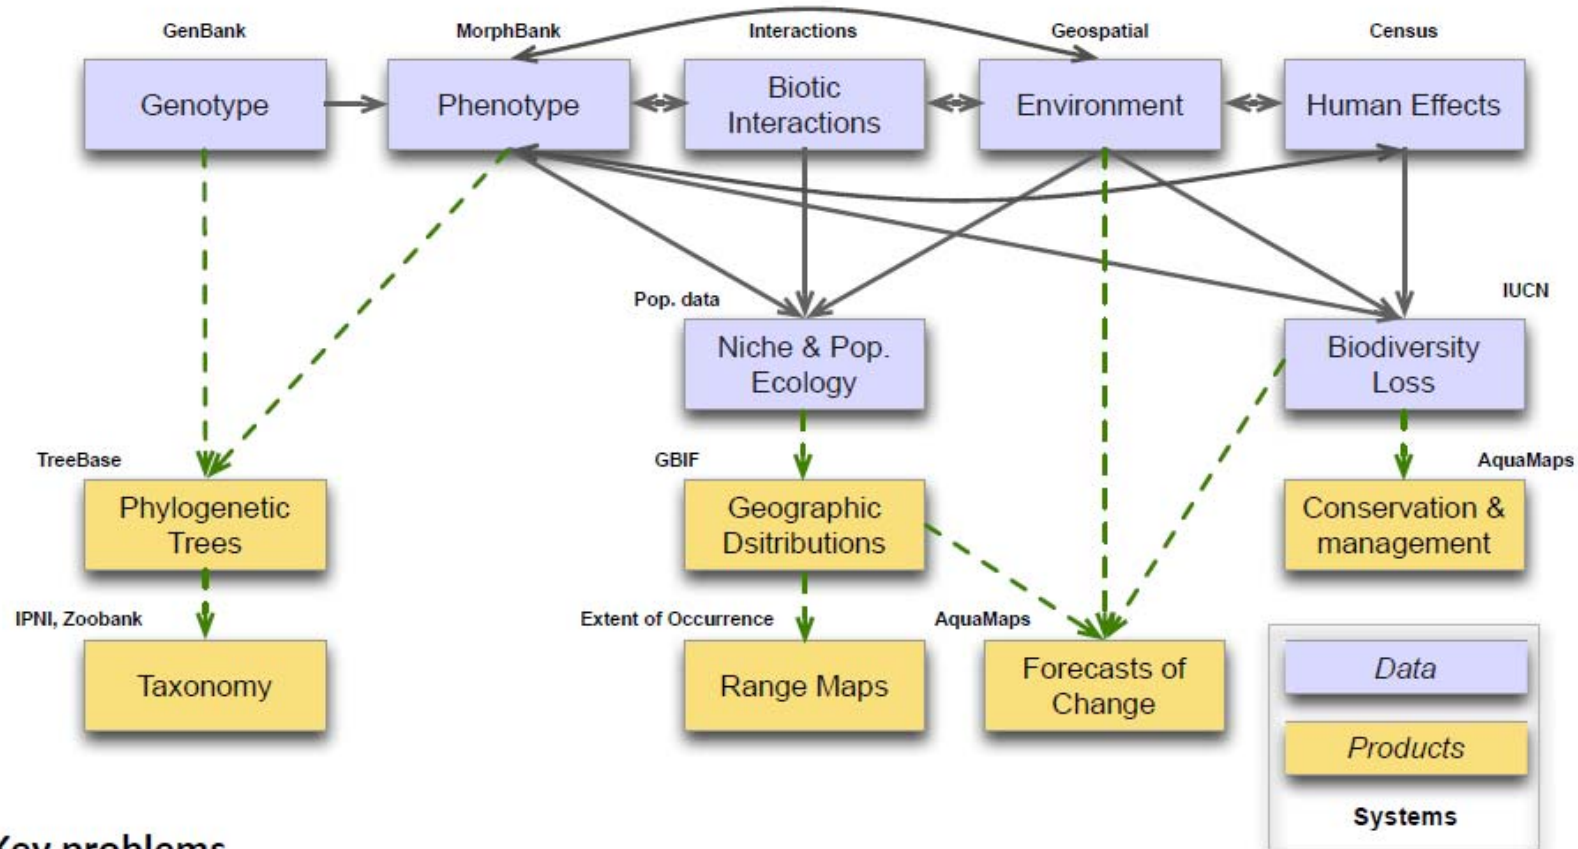 GenBank
MorphBank
Interactions
Geospatial
Census
Genotype
Phenotype
Biotic
Interactions
Environment
Human Effects
Pop. data
IUCN
Niche & Pop.
Ecology
Biodiversity
Loss
TreeBase
GBIF
AquaMaps
Phylogenetic
Trees
Geographic
Dsitributions
Conservation &
management
IPNI, Zoobank
Extent of Occurrence
AquaMaps
Taxonomy
Range Maps
Forecasts of
Change
Data
Products
Systems
Key problems